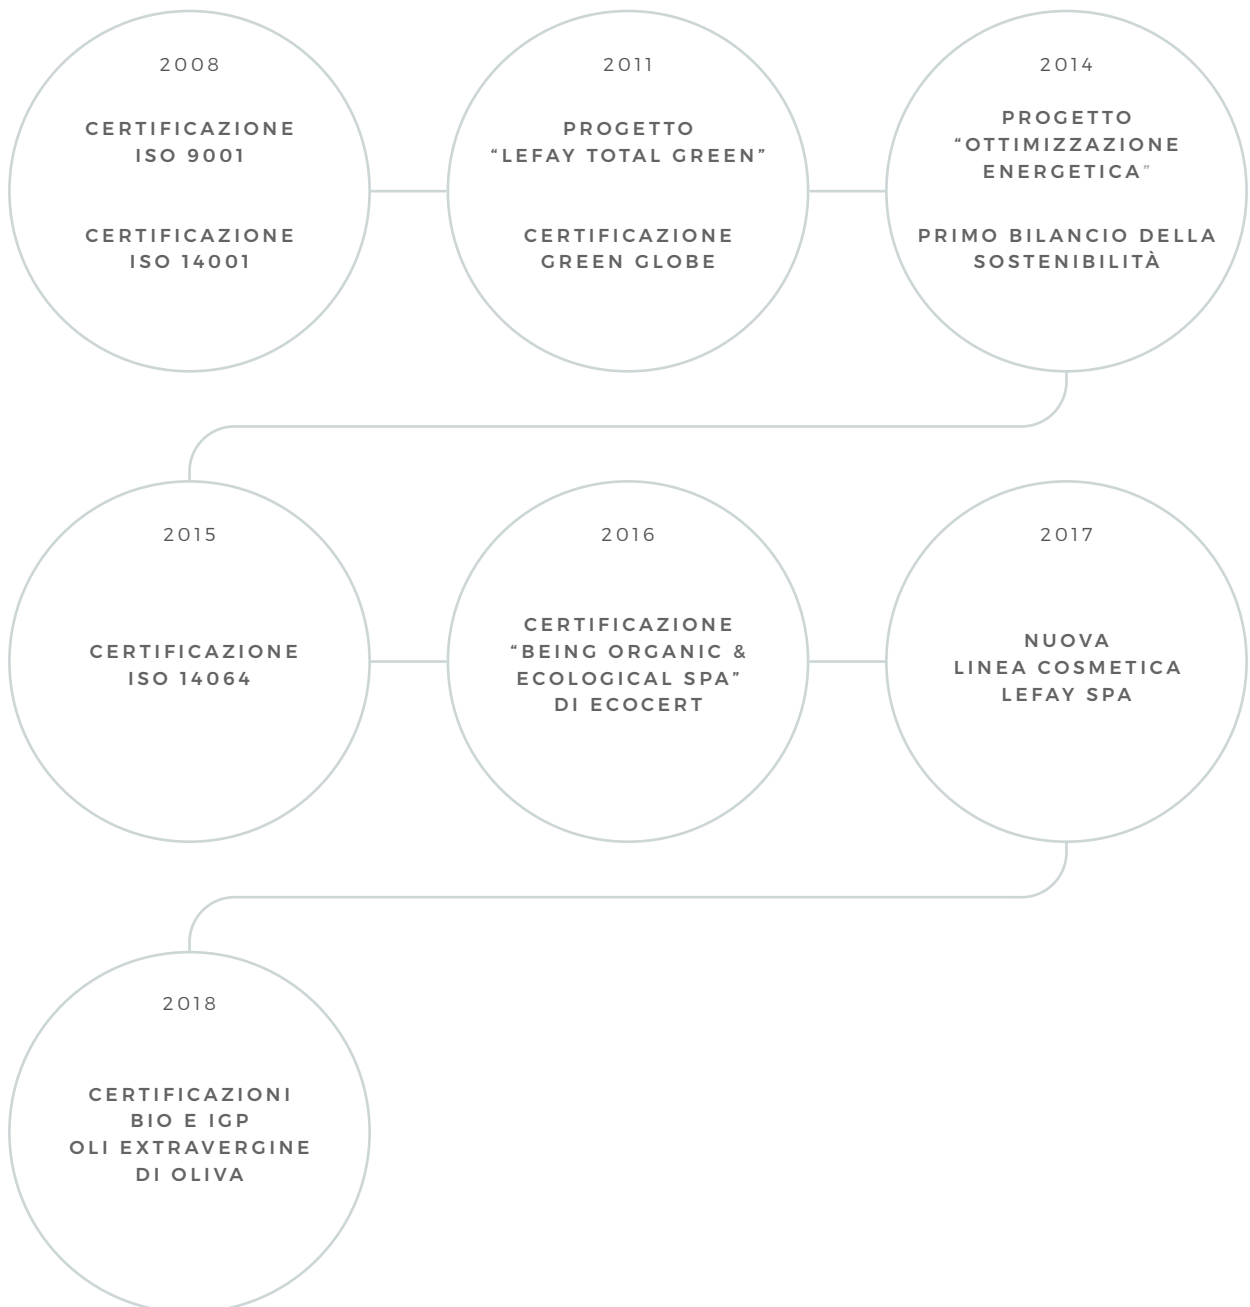 2008
CERTIFICAZIONE
ISO 9001
CERTIFICAZIONE
ISO 14001
2011
PROGETTO
“LEFAY TOTAL GREEN”
CERTIFICAZIONE
GREEN GLOBE
2014
PROGETTO
“OTTIMIZZAZIONE
ENERGETICA”
PRIMO BILANCIO DELLA
SOSTENIBILITÀ
2015
CERTIFICAZIONE
ISO 14064
2016
CERTIFICAZIONE
“BEING ORGANIC &
ECOLOGICAL SPA”
DI ECOCERT
2017
NUOVA
LINEA COSMETICA
LEFAY SPA
2018
CERTIFICAZIONI
BIO E IGP
OLI EXTRAVERGINE
DI OLIVA